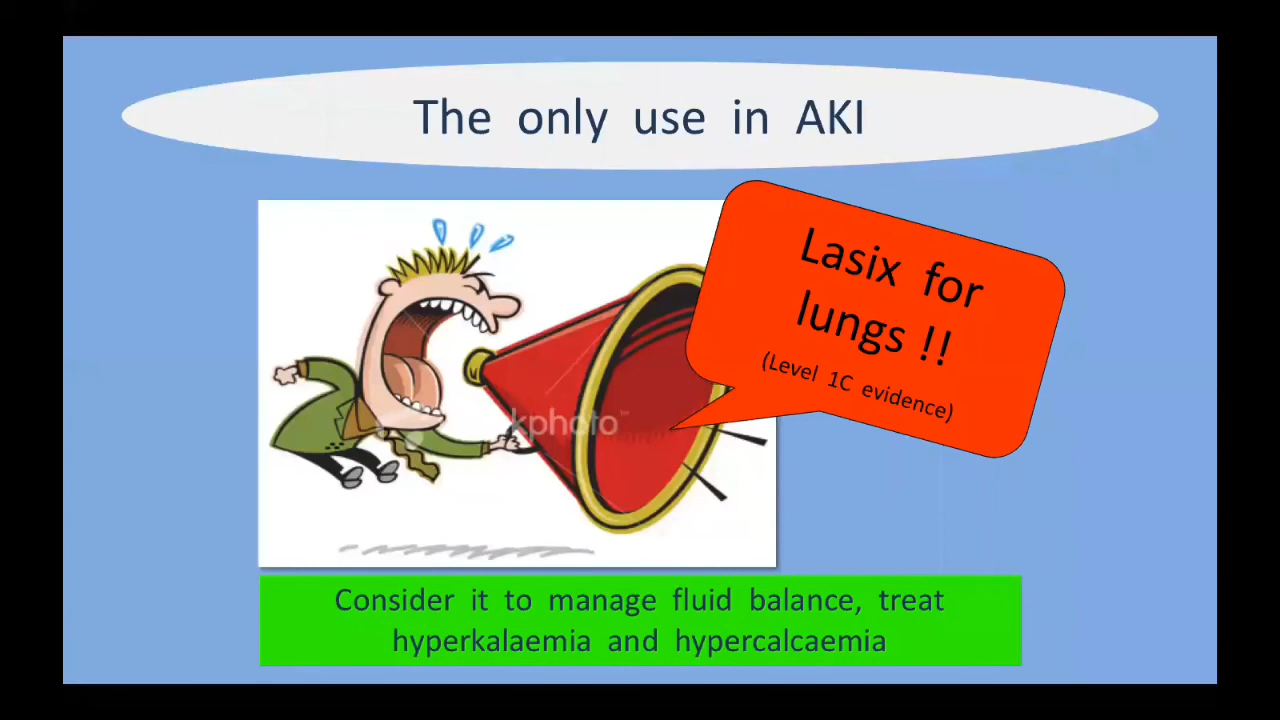 The only use in AKI
Lasix for
lungs !!
(Level 1C evidence)
kphoto™
Consider it to manage fluid balance, treat
hyperkalaemia and hypercalcaemia